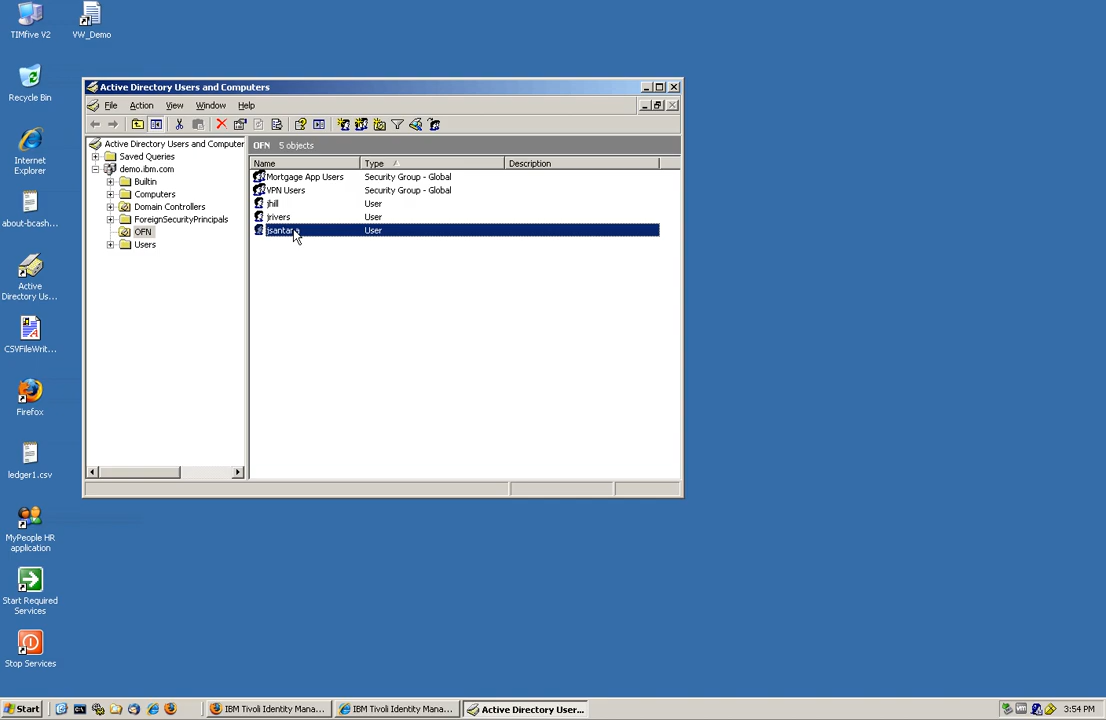 TIMfive V2
VW_Demo
Recycle Bin
Internet
Explorer
about-bcash...
Active
Directory Us...
CSVFileWrit...
Firefox
ledger1.csv
MyPeople HR
application
Start Required
Services
Stop Services
Active Directory Users and Computers
File Action View Window Help
Active Directory Users and Computer
Saved Queries
demo.ibm.com
Builtin
Computers
Domain Controllers
ForeignSecurityPrincipals
OFN
Users
OFN 5 objects
Name Type Description
Mortgage App Users Security Group - Global
VPN Users Security Group - Global
jhill User
jrivers User
jsantana User
Start
IBM Tivoli Identity Mana...
IBM Tivoli Identity Mana...
Active Directory User...
3:54 PM